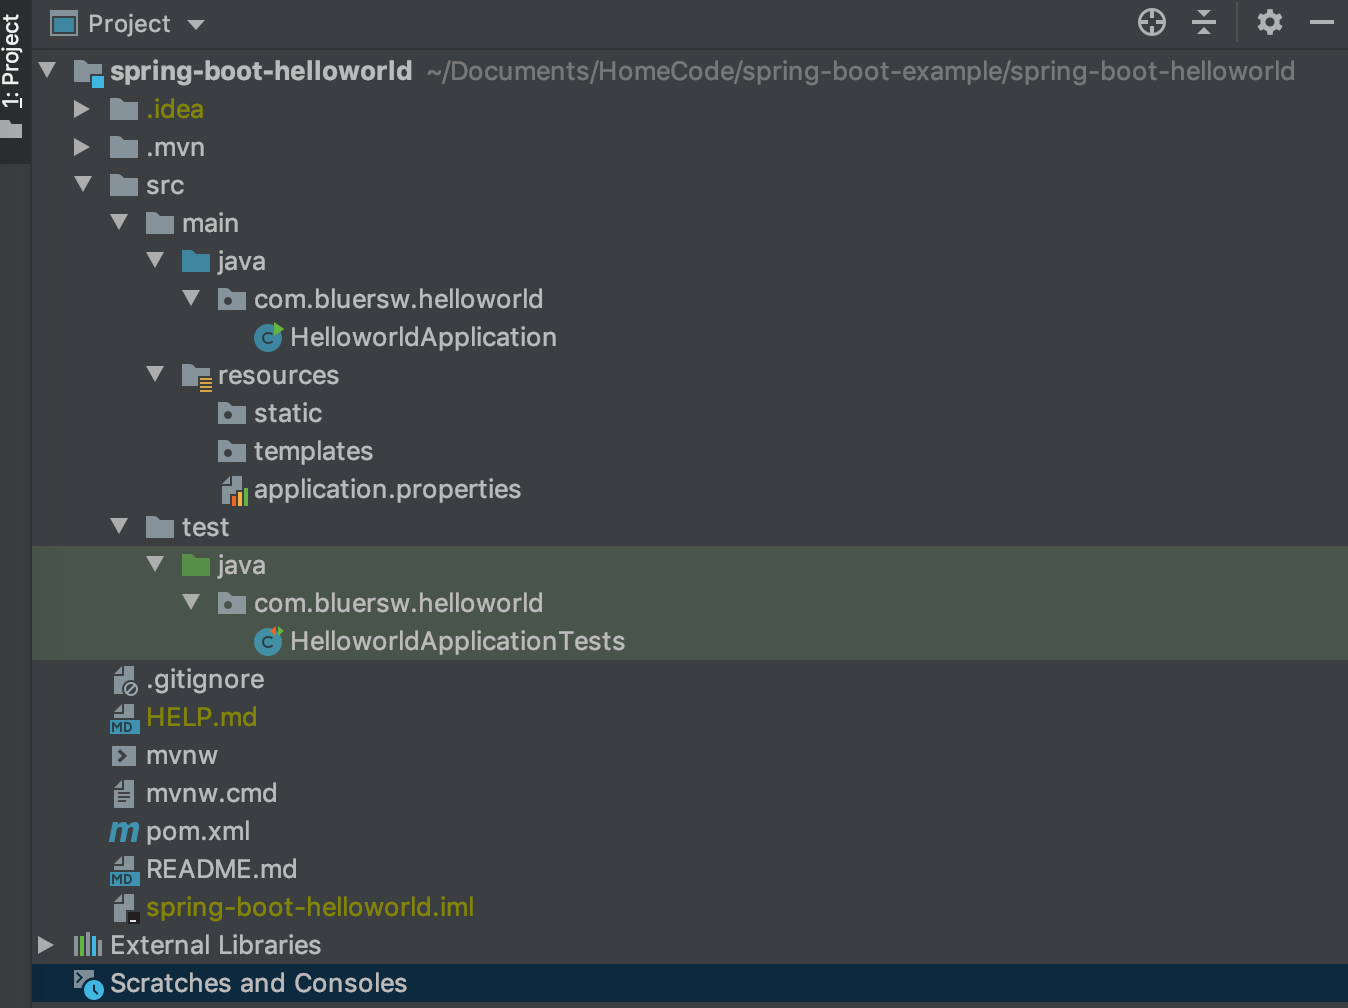 Project
1: Project
spring-boot-helloworld ~/Documents/HomeCode/spring-boot-example/spring-boot-helloworld
.idea
.mvn
src
main
java
com.bluersw.helloworld
C HelloworldApplication
resources
static
templates
application.properties
test
java
com.bluersw.helloworld
C HelloworldApplicationTests
.gitignore
MD HELP.md
mvnw
mvnw.cmd
m pom.xml
MD README.md
spring-boot-helloworld.iml
External Libraries
Scratches and Consoles